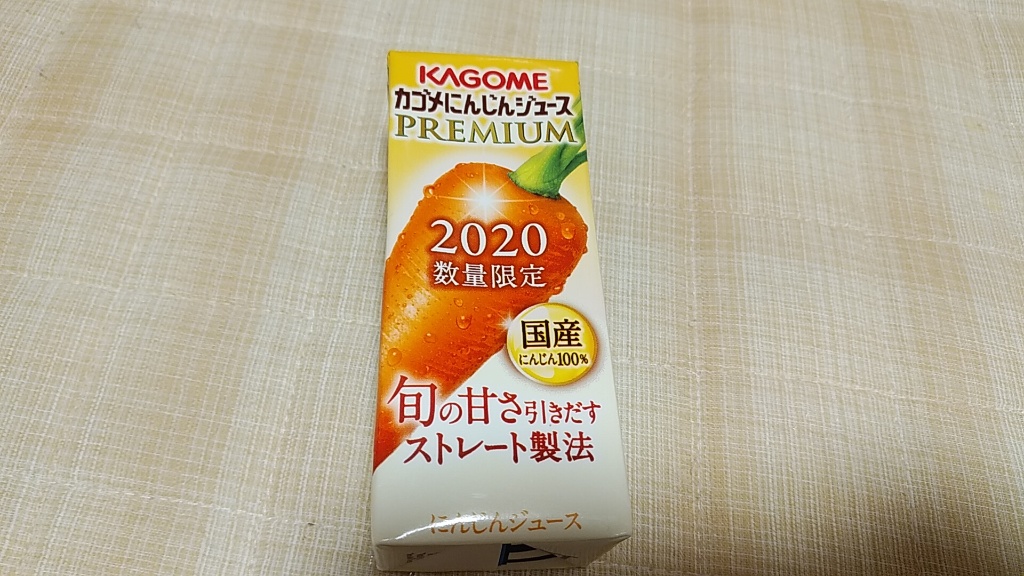 KAGOME
カゴメにんじんジュース
PREMIUM
2020
数量限定
国産
にんじん100%
旬の甘さ引きだす
ストレート製法
にんじんジュース